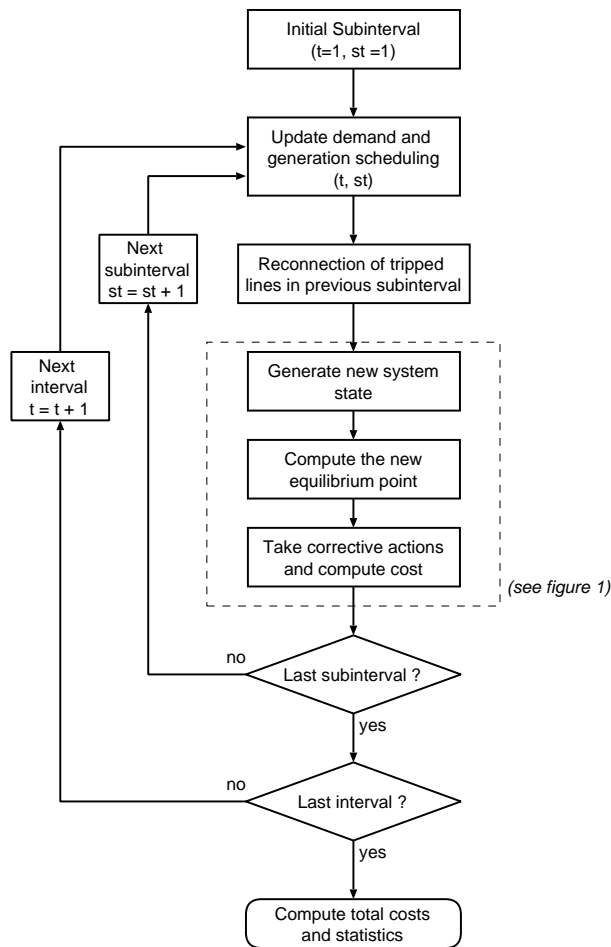 Initial Subinterval
(t=1, st =1)
Update demand and
generation scheduling
(t, st)
Next
subinterval
st = st + 1
Reconnection of tripped
lines in previous subinterval
Next
interval
t = t + 1
Generate new system
state
Compute the new
equilibrium point
Take corrective actions
and compute cost
(see figure 1)
no
Last subinterval ?
yes
no
Last interval ?
yes
Compute total costs
and statistics